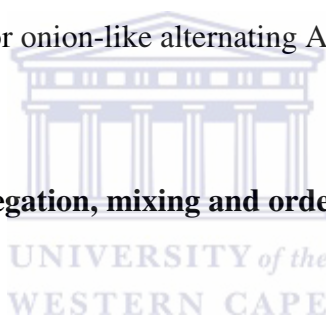 or onion-like alternating A
egation, mixing and orde
UNIVERSITY of the
WESTERN CAPE